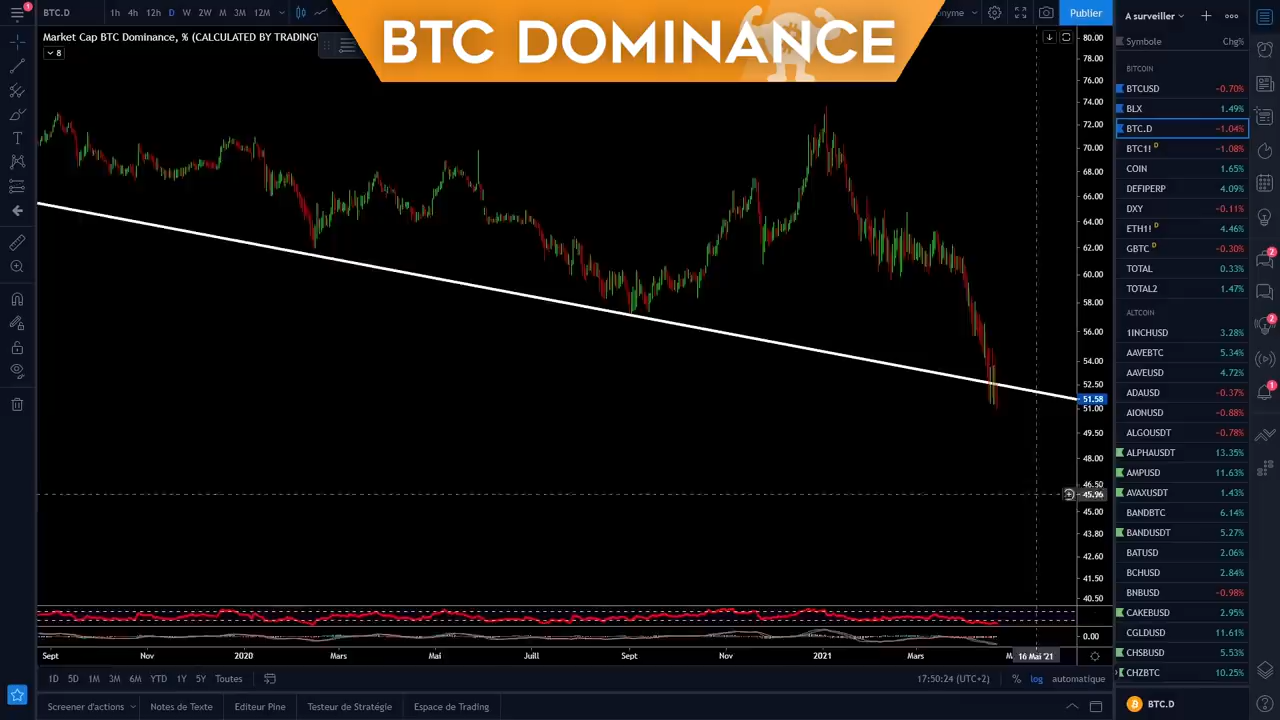 BTC DOMINANCE
BTC.D 1h 4h 12h D W 2W M 3M 12M
Publier
A surveiller
Market Cap BTC Dominance, % (CALCULATED BY TRADING
8
80.00
78.00
76.00
74.00
72.00
70.00
68.00
66.00
64.00
62.00
60.00
58.00
56.00
54.00
52.50
51.58
51.00
49.50
48.00
46.50
45.96
45.00
43.80
42.60
41.50
40.50
0.00
Sept Nov 2020 Mars Mai Juill Sept Nov 2021 Mars 16 Mai '21
1D 5D 1M 3M 6M YTD 1Y 5Y Toutes
17:50:24 (UTC+2) % log automatique
Screener d'actions Notes de Texte Editeur Pine Testeur de Stratégie Espace de Trading
Symbole Chg%
BITCOIN
BTCUSD −0.70%
BLX 1.49%
BTC.D −1.04%
BTC1! D −1.08%
COIN 1.65%
DEFIPERP 4.09%
DXY −0.11%
ETH1! D 4.46%
GBTC D −0.30%
TOTAL 0.33%
TOTAL2 1.47%
ALTCOIN
1INCHUSD 3.28%
AAVEBTC 5.34%
AAVEUSD 4.72%
ADAUSD −0.37%
AIONUSD −0.88%
ALGOUSDT −0.78%
ALPHAUSDT 13.35%
AMPUSD 11.63%
AVAXUSDT 1.43%
BANDBTC 6.14%
BANDUSDT 5.27%
BATUSD 2.06%
BCHUSD 2.84%
BNBUSD −0.98%
CAKEBUSD 2.95%
CGLDUSD 11.61%
CHSBUSD 5.53%
CHZBTC 10.25%
BTC.D